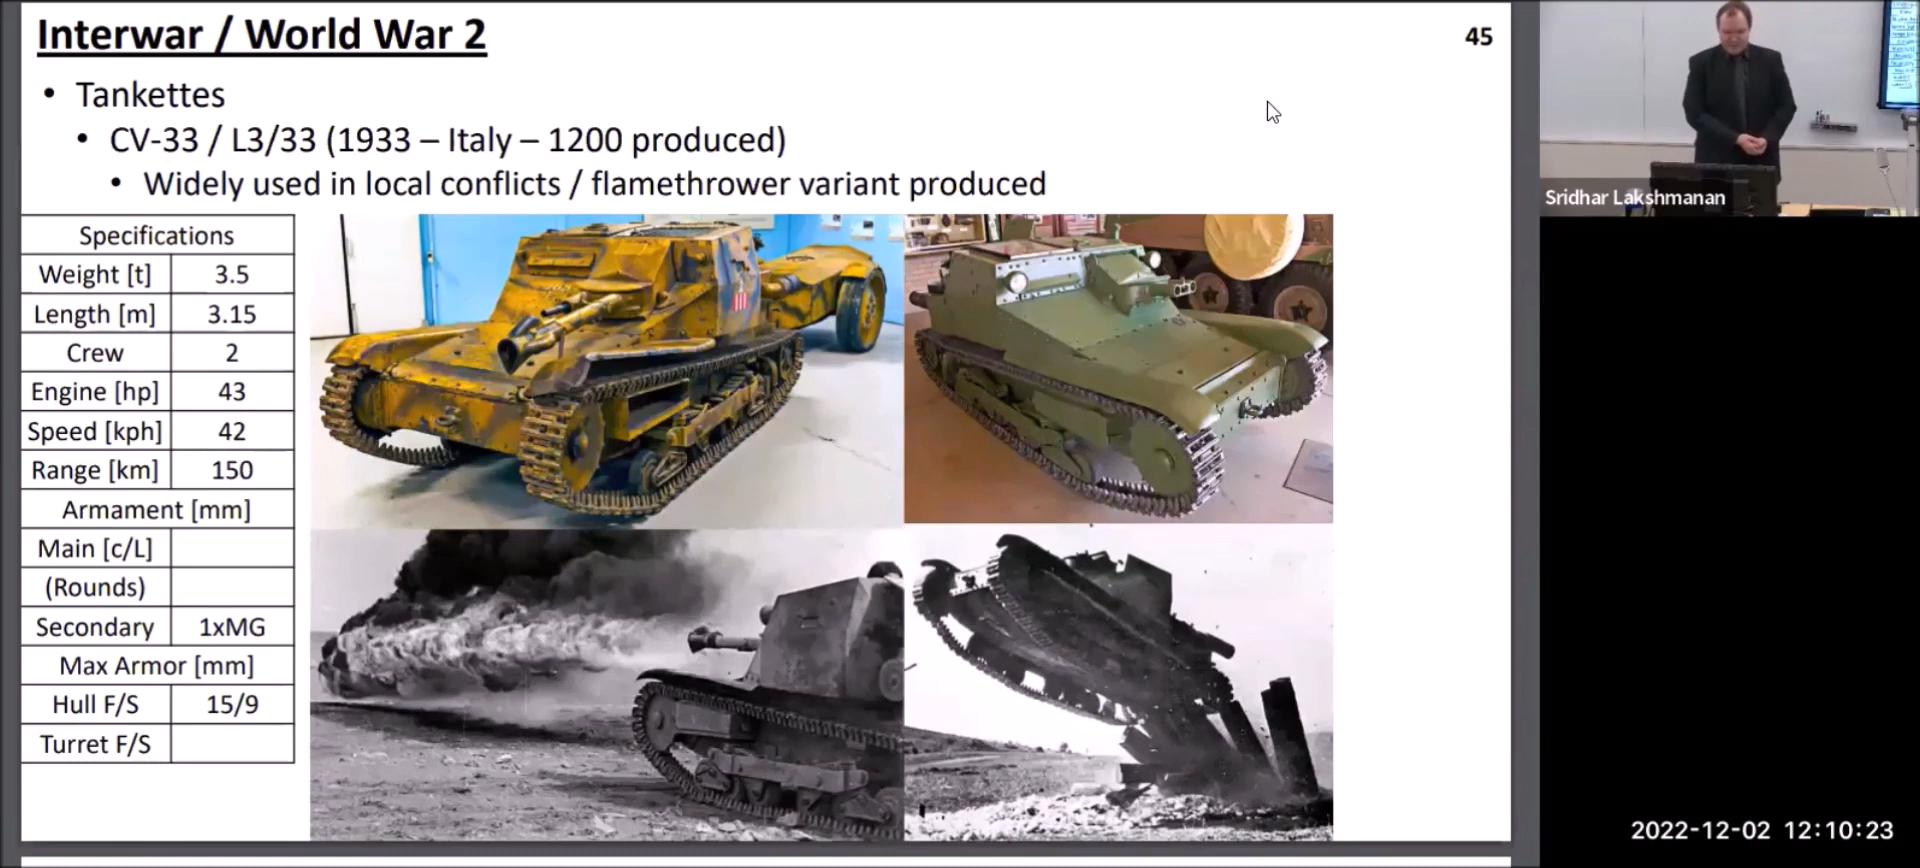 Interwar / World War 2
45
• Tankettes
• CV-33 / L3/33 (1933 – Italy – 1200 produced)
• Widely used in local conflicts / flamethrower variant produced
Specifications
Weight [t] 3.5
Length [m] 3.15
Crew 2
Engine [hp] 43
Speed [kph] 42
Range [km] 150
Armament [mm]
Main [c/L]
(Rounds)
Secondary 1xMG
Max Armor [mm]
Hull F/S 15/9
Turret F/S
Sridhar Lakshmanan
2022-12-02 12:10:23